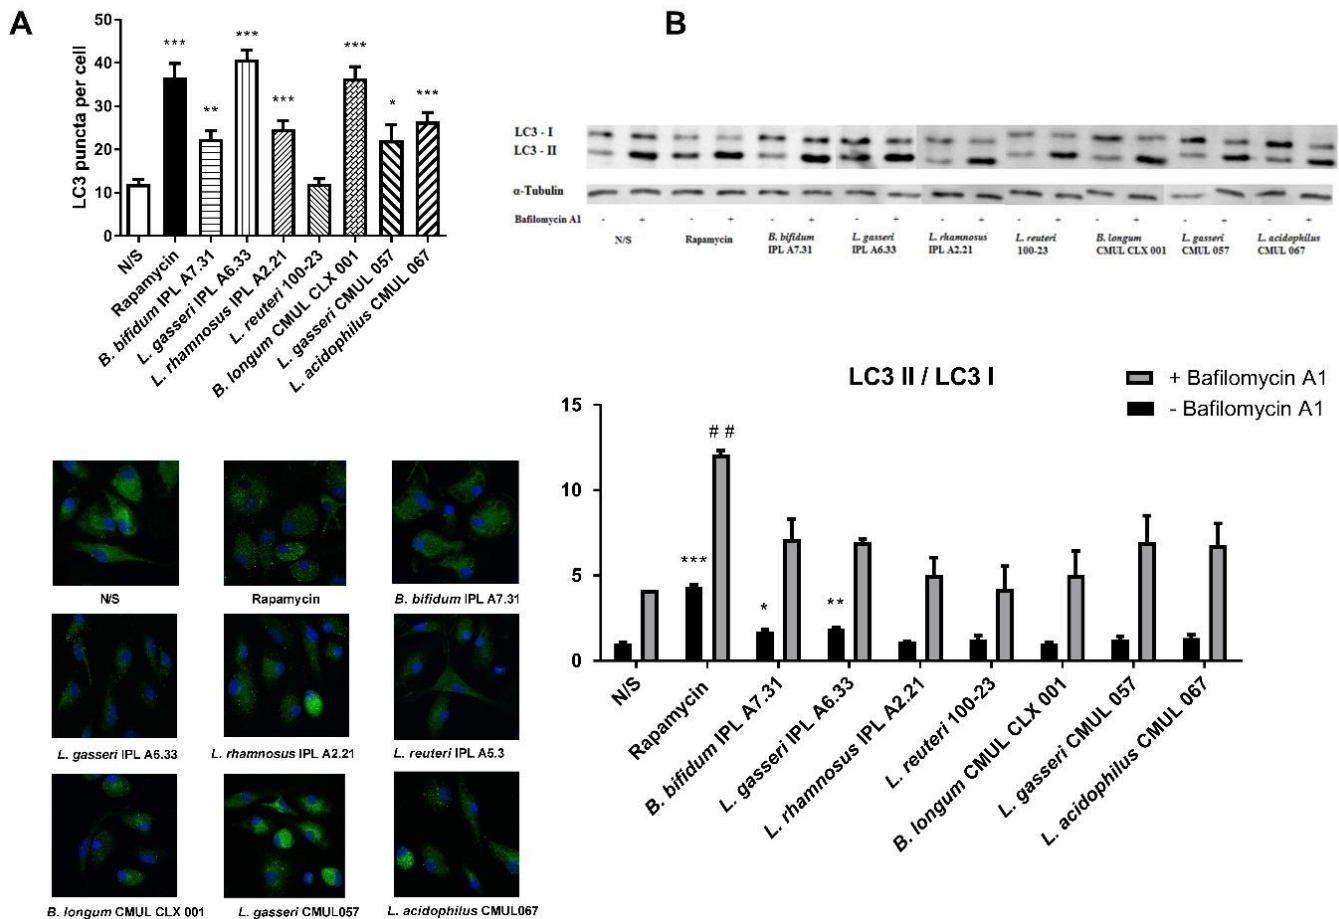 A
LC3 puncta per cell
50
40
30
20
10
0
***
**
***
***
***
*
***
N/S
Rapamycin
B. bifidum IPL A7.31
L. gasseri IPL A6.33
L. rhamnosus IPL A2.21
L. reuteri 100-23
B. longum CMUL CLX 001
L. gasseri CMUL 057
L. acidophilus CMUL 067
N/S
Rapamycin
B. bifidum IPL A7.31
L. gasseri IPL A6.33
L. rhamnosus IPL A2.21
L. reuteri IPL A5.3
B. longum CMUL CLX 001
L. gasseri CMUL057
L. acidophilus CMUL067
B
LC3 - I
LC3 - II
α-Tubulin
Bafilomycin A1 - + - + - + - + - + - + - + - + - +
N/S
Rapamycin
B. bifidum
IPL A7.31
L. gasseri
IPL A6.33
L. rhamnosus
IPL A2.21
L. reuteri
100-23
B. longum
CMUL CLX 001
L. gasseri
CMUL 057
L. acidophilus
CMUL 067
LC3 II / LC3 I
+ Bafilomycin A1
- Bafilomycin A1
15
10
5
0
***
# #
*
**
N/S
Rapamycin
B. bifidum IPL A7.31
L. gasseri IPL A6.33
L. rhamnosus IPL A2.21
L. reuteri 100-23
B. longum CMUL CLX 001
L. gasseri CMUL 057
L. acidophilus CMUL 067